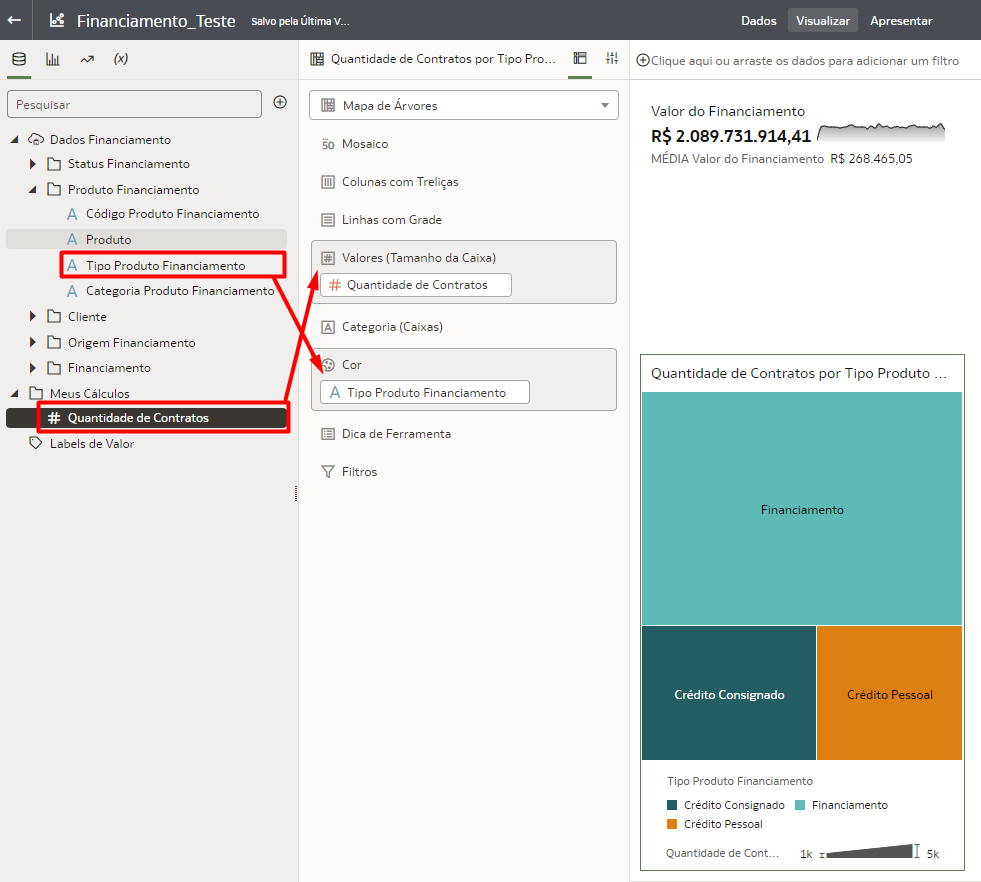 Financiamento_Teste
Salvo pela Última V...
Dados
Visualizar
Apresentar
(x)
Quantidade de Contratos por Tipo Pro...
Clique aqui ou arraste os dados para adicionar um filtro
Pesquisar
Dados Financiamento
Status Financiamento
Produto Financiamento
A Código Produto Financiamento
A Produto
A Tipo Produto Financiamento
A Categoria Produto Financiamento
Cliente
Origem Financiamento
Financiamento
Meus Cálculos
# Quantidade de Contratos
Labels de Valor
Mapa de Árvores
50 Mosaico
Colunas com Treliças
Linhas com Grade
# Valores (Tamanho da Caixa)
# Quantidade de Contratos
A Categoria (Caixas)
Cor
A Tipo Produto Financiamento
Dica de Ferramenta
Filtros
Valor do Financiamento
R$ 2.089.731.914,41
MÉDIA Valor do Financiamento R$ 268.465,05
Quantidade de Contratos por Tipo Produto ...
Financiamento
Crédito Consignado
Crédito Pessoal
Tipo Produto Financiamento
Crédito Consignado
Financiamento
Crédito Pessoal
Quantidade de Cont...
1k
5k